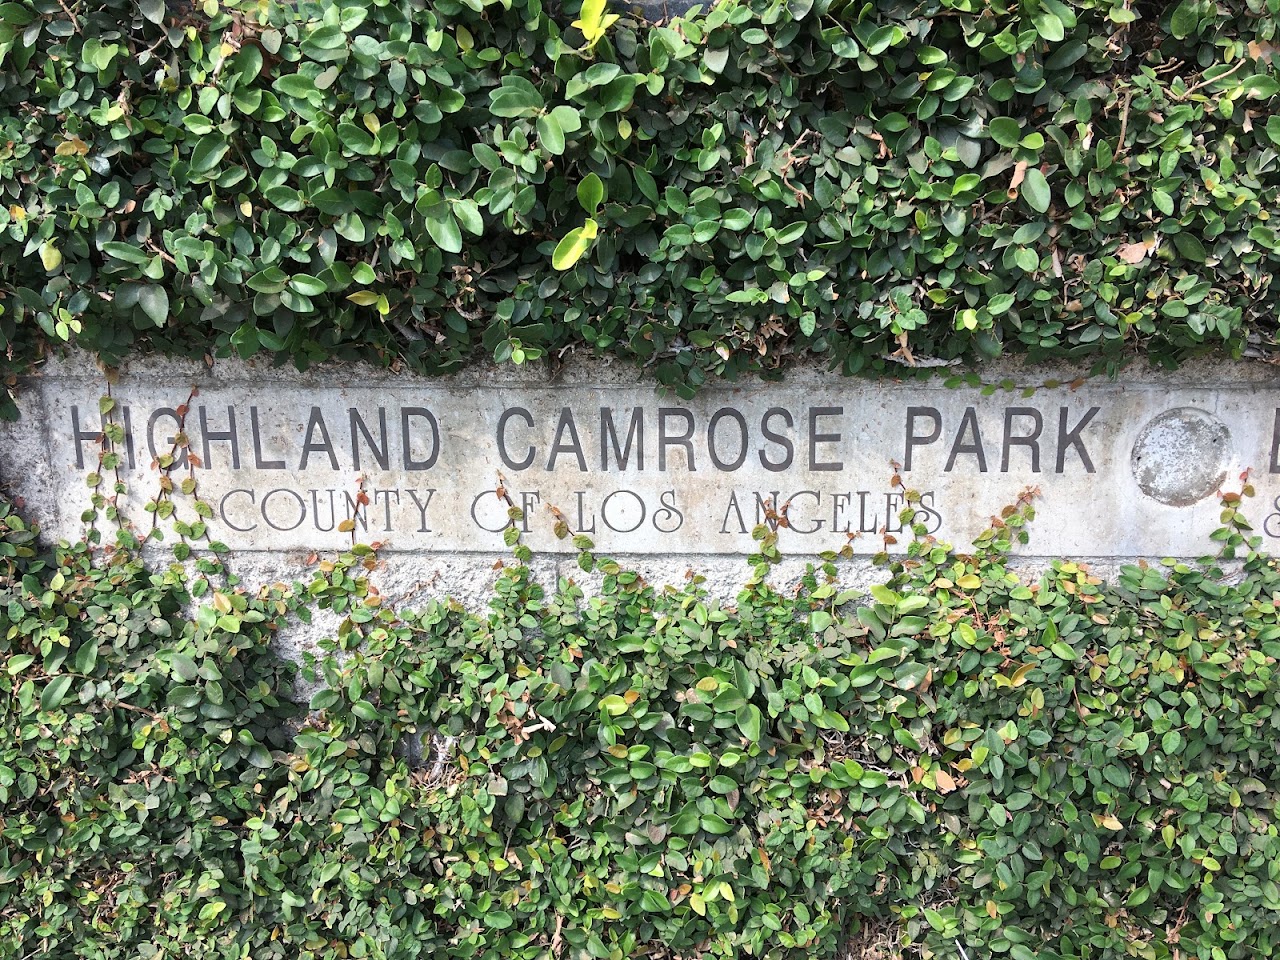 HIGHLAND CAMROSE PARK
COUNTY OF LOS ANGELES